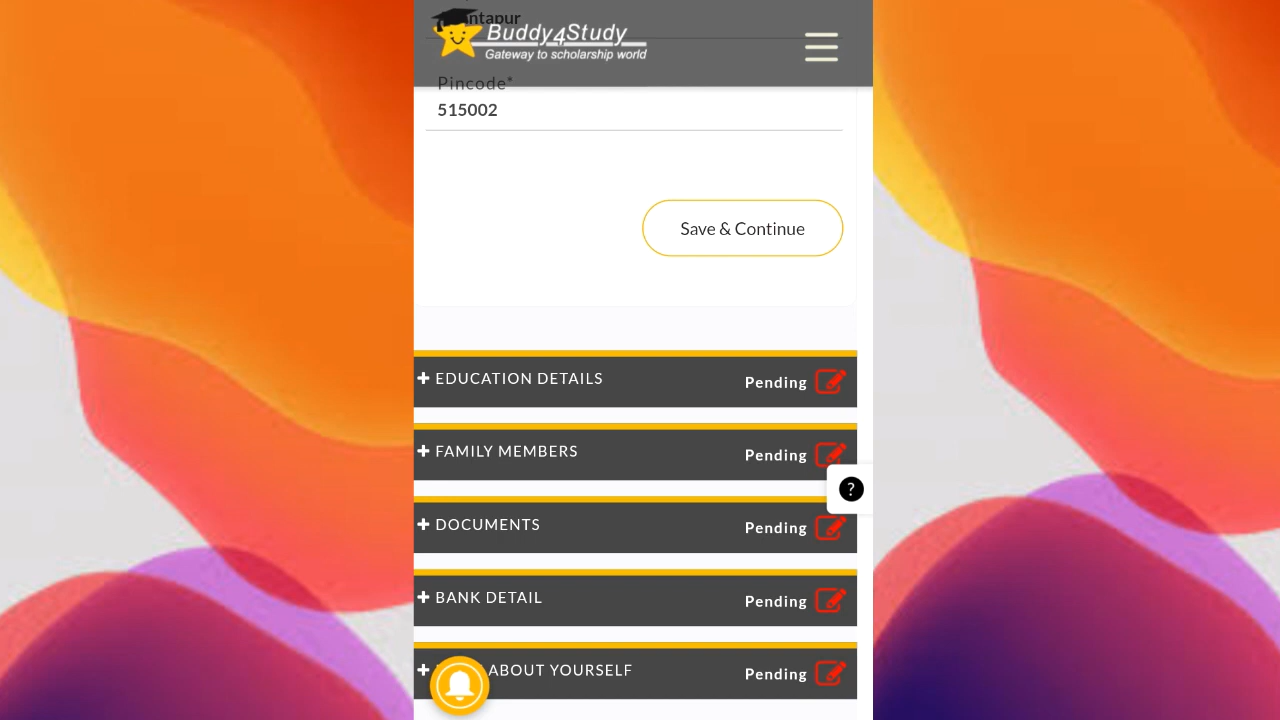 ntapur
Buddy4Study
Gateway to scholarship world
Pincode*
515002
Save & Continue
+ EDUCATION DETAILS Pending
+ FAMILY MEMBERS Pending
?
+ DOCUMENTS Pending
+ BANK DETAIL Pending
+ ABOUT YOURSELF Pending